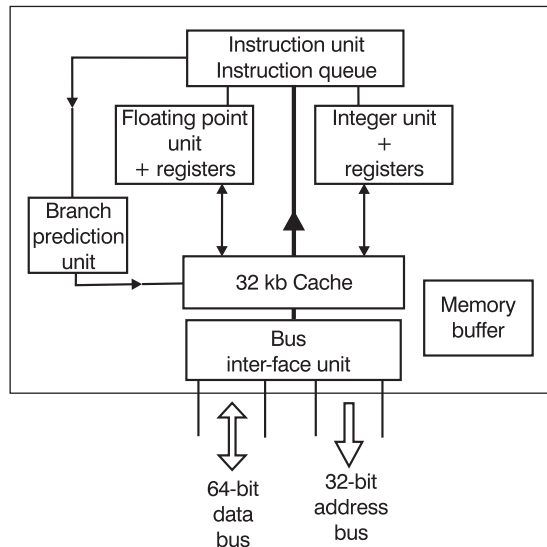 Instruction unit
Instruction queue
Floating point
unit
+ registers
Integer unit
+
registers
Branch
prediction
unit
32 kb Cache
Memory
buffer
Bus
inter-face unit
64-bit
data
bus
32-bit
address
bus